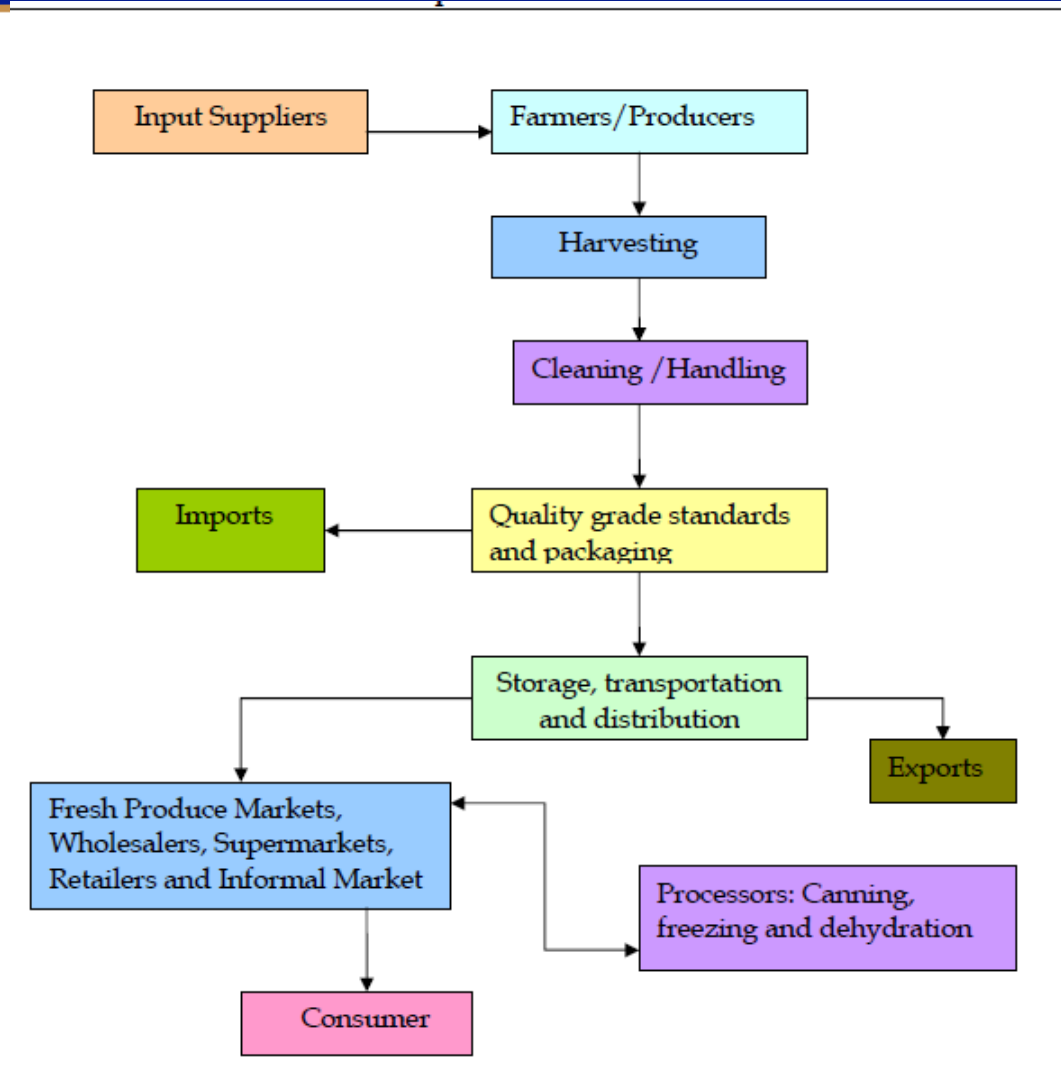 Input Suppliers
Farmers/Producers
Harvesting
Cleaning /Handling
Imports
Quality grade standards
and packaging
Storage, transportation
and distribution
Exports
Fresh Produce Markets,
Wholesalers, Supermarkets,
Retailers and Informal Market
Processors: Canning,
freezing and dehydration
Consumer